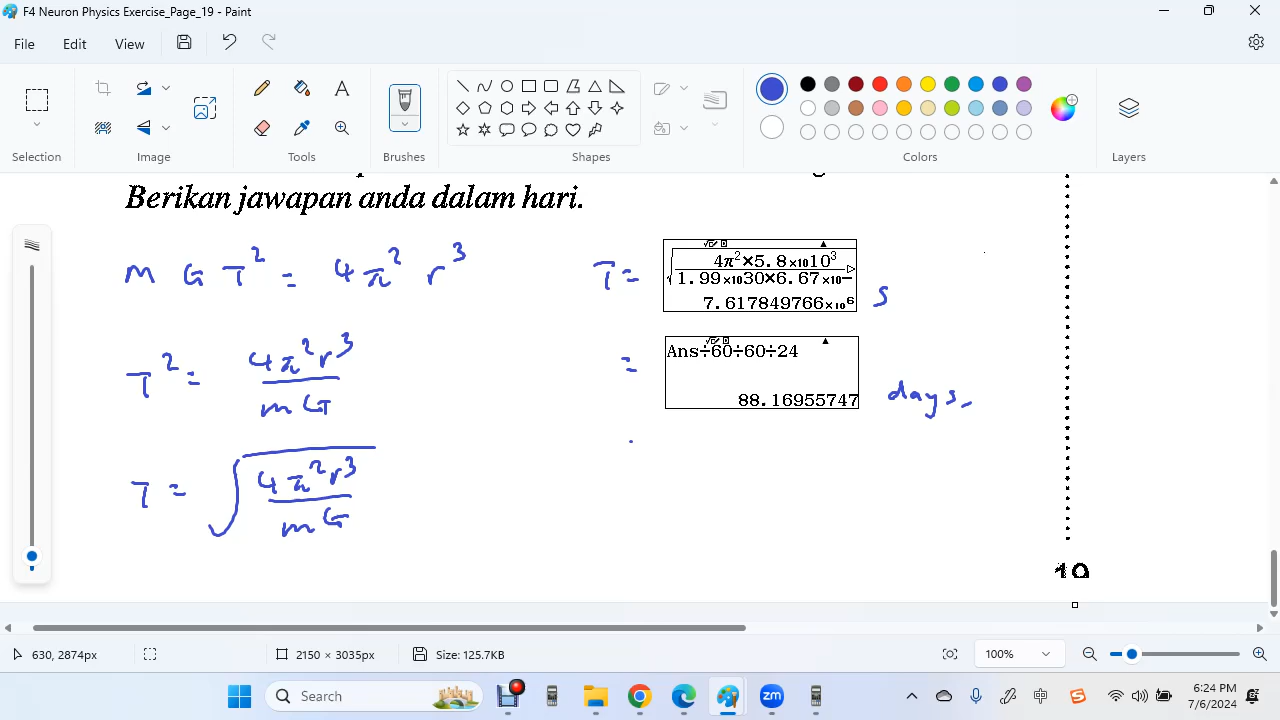 F4 Neuron Physics Exercise_Page_19 - Paint
File Edit View
Selection Image Tools Brushes Shapes Colors Layers
Berikan jawapan anda dalam hari.
M G T² = 4π² r³
T² = 4π²r³ / mG
T = √(4π²r³ / mG)
T = √ 4π²×5.8×10 10³ / 1.99×10 30×6.67×10 −
7.617849766×10⁶ s
= Ans÷60÷60÷24
88.16955747 days
19
630, 2874px 2150 × 3035px Size: 125.7KB 100%
Search
zm
中
6:24 PM
7/6/2024